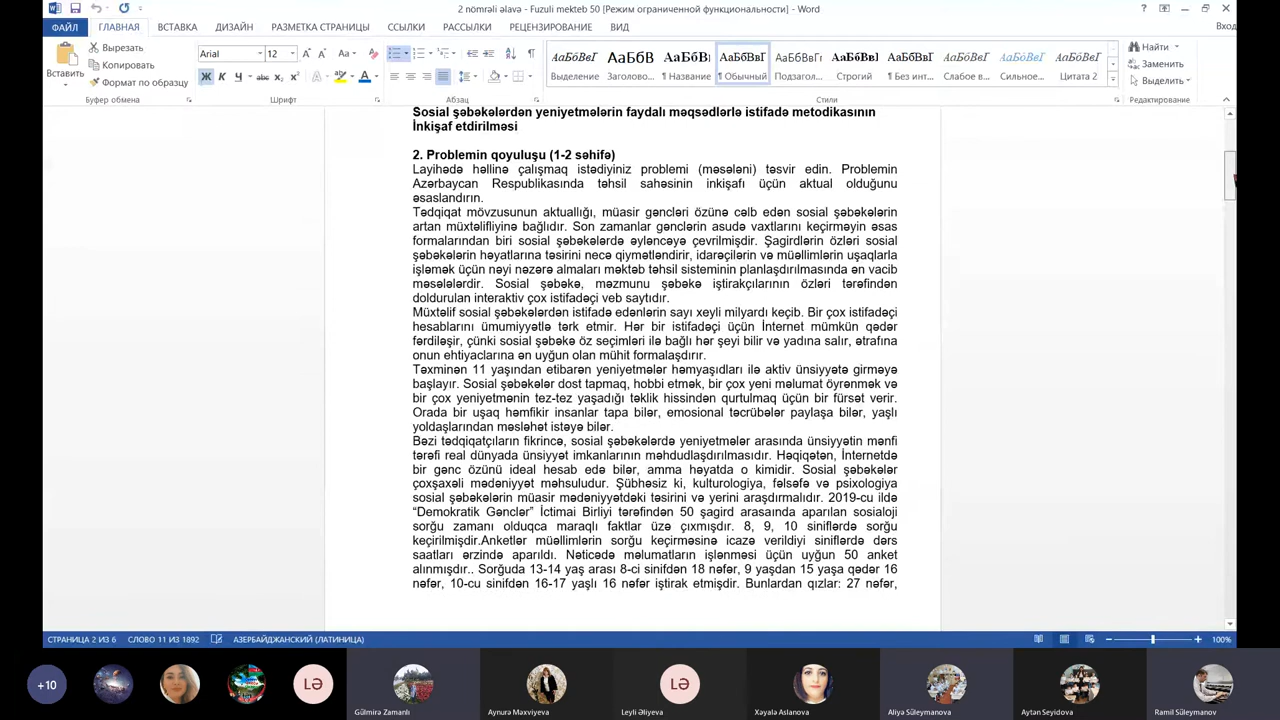 2 nömrəli əlavə - Fuzuli mekteb 50 [Режим ограниченной функциональности] - Word
ФАЙЛ ГЛАВНАЯ ВСТАВКА ДИЗАЙН РАЗМЕТКА СТРАНИЦЫ ССЫЛКИ РАССЫЛКИ РЕЦЕНЗИРОВАНИЕ ВИД Вход
Вставить
Вырезать
Копировать
Формат по образцу
Буфер обмена
Arial 12
Ж К Ч abc x₂ x²
Шрифт
Абзац
АаБбВвГ АаБбВ АаБбВв АаБбВвГ АаБбВвГг АаБбВв АаБбВвГ АаБбВвГ АаБбВвГ АаБбВвГ
Выделение Заголово... ¶ Название ¶ Обычный Подзагол... Строгий ¶ Без инт... Слабое в... Сильное... Цитата 2
Стили
Найти
Заменить
Выделить
Редактирование
Sosial şəbəkələrdən yeniyetmələrin faydalı məqsədlərlə istifadə metodikasının
İnkişaf etdirilməsi
2. Problemin qoyuluşu (1-2 səhifə)
Layihədə həllinə çalışmaq istədiyiniz problemi (məsələni) təsvir edin. Problemin
Azərbaycan Respublikasında təhsil sahəsinin inkişafı üçün aktual olduğunu
əsaslandırın.
Tədqiqat mövzusunun aktuallığı, müasir gəncləri özünə cəlb edən sosial şəbəkələrin
artan müxtəlifliyinə bağlıdır. Son zamanlar gənclərin asudə vaxtlarını keçirməyin əsas
formalarından biri sosial şəbəkələrdə əyləncəyə çevrilmişdir. Şagirdlərin özləri sosial
şəbəkələrin həyatlarına təsirini necə qiymətləndirir, idarəçilərin və müəllimlərin uşaqlarla
işləmək üçün nəyi nəzərə almaları məktəb təhsil sisteminin planlaşdırılmasında ən vacib
məsələlərdir. Sosial şəbəkə, məzmunu şəbəkə iştirakçılarının özləri tərəfindən
doldurulan interaktiv çox istifadəçi veb saytıdır.
Müxtəlif sosial şəbəkələrdən istifadə edənlərin sayı xeyli milyardı keçib. Bir çox istifadəçi
hesablarını ümumiyyətlə tərk etmir. Hər bir istifadəçi üçün İnternet mümkün qədər
fərdiləşir, çünki sosial şəbəkə öz seçimləri ilə bağlı hər şeyi bilir və yadına salır, ətrafına
onun ehtiyaclarına ən uyğun olan mühit formalaşdırır.
Təxminən 11 yaşından etibarən yeniyetmələr həmyaşıdları ilə aktiv ünsiyyətə girməyə
başlayır. Sosial şəbəkələr dost tapmaq, hobbi etmək, bir çox yeni məlumat öyrənmək və
bir çox yeniyetmənin tez-tez yaşadığı təklik hissindən qurtulmaq üçün bir fürsət verir.
Orada bir uşaq həmfikir insanlar tapa bilər, emosional təcrübələr paylaşa bilər, yaşlı
yoldaşlarından məsləhət istəyə bilər.
Bəzi tədqiqatçıların fikrincə, sosial şəbəkələrdə yeniyetmələr arasında ünsiyyətin mənfi
tərəfi real dünyada ünsiyyət imkanlarının məhdudlaşdırılmasıdır. Həqiqətən, İnternetdə
bir gənc özünü ideal hesab edə bilər, amma həyatda o kimidir. Sosial şəbəkələr
çoxşaxəli mədəniyyət məhsuludur. Şübhəsiz ki, kulturologiya, fəlsəfə və psixologiya
sosial şəbəkələrin müasir mədəniyyətdəki təsirini və yerini araşdırmalıdır. 2019-cu ildə
“Demokratik Gənclər” İctimai Birliyi tərəfindən 50 şagird arasında aparılan sosialoji
sorğu zamanı olduqca maraqlı faktlar üzə çıxmışdır. 8, 9, 10 siniflərdə sorğu
keçirilmişdir.Anketlər müəllimlərin sorğu keçirməsinə icazə verildiyi siniflərdə dərs
saatları ərzində aparıldı. Nəticədə məlumatların işlənməsi üçün uyğun 50 anket
alınmışdır.. Sorğuda 13-14 yaş arası 8-ci sinifdən 18 nəfər, 9 yaşdan 15 yaşa qədər 16
nəfər, 10-cu sinifdən 16-17 yaşlı 16 nəfər iştirak etmişdir. Bunlardan qızlar: 27 nəfər,
СТРАНИЦА 2 ИЗ 6 СЛОВО 11 ИЗ 1892 АЗЕРБАЙДЖАНСКИЙ (ЛАТИНИЦА) 100%
+10 LƏ LƏ
Gülmirə Zamanlı Aynurə Məxviyeva Leyli Əliyeva Xəyalə Aslanova Aliyə Süleymanova Aytən Seyidova Ramil Süleymanov